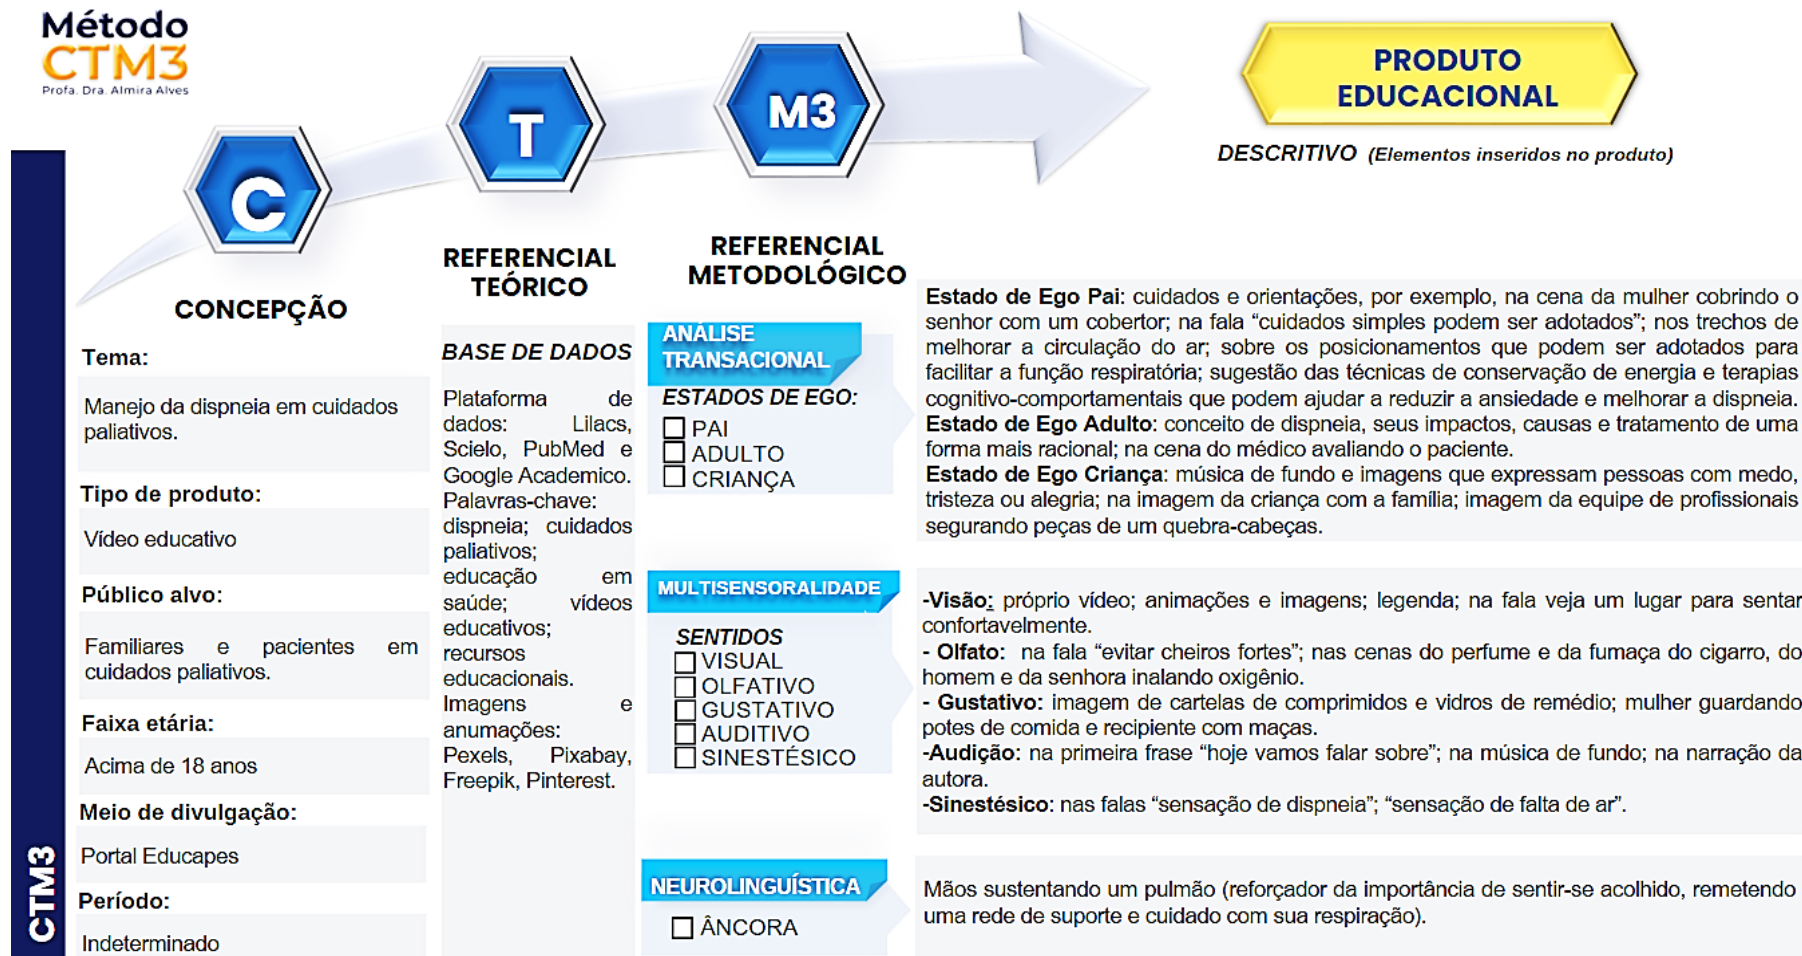 Método
CTM3
Profa. Dra. Almira Alves
C
T
M3
PRODUTO
EDUCACIONAL
DESCRITIVO (Elementos inseridos no produto)
CONCEPÇÃO
Tema:
Manejo da dispneia em cuidados
paliativos.
Tipo de produto:
Vídeo educativo
Público alvo:
Familiares e pacientes em
cuidados paliativos.
Faixa etária:
Acima de 18 anos
Meio de divulgação:
Portal Educapes
Período:
Indeterminado
CTM3
REFERENCIAL
TEÓRICO
BASE DE DADOS
Plataforma de
dados: Lilacs,
Scielo, PubMed e
Google Academico.
Palavras-chave:
dispneia; cuidados
paliativos;
educação em
saúde; vídeos
educativos;
recursos
educacionais.
Imagens e
anumações:
Pexels, Pixabay,
Freepik, Pinterest.
REFERENCIAL
METODOLÓGICO
ANÁLISE
TRANSACIONAL
ESTADOS DE EGO:
PAI
ADULTO
CRIANÇA
Estado de Ego Pai: cuidados e orientações, por exemplo, na cena da mulher cobrindo o
senhor com um cobertor; na fala “cuidados simples podem ser adotados”; nos trechos de
melhorar a circulação do ar; sobre os posicionamentos que podem ser adotados para
facilitar a função respiratória; sugestão das técnicas de conservação de energia e terapias
cognitivo-comportamentais que podem ajudar a reduzir a ansiedade e melhorar a dispneia.
Estado de Ego Adulto: conceito de dispneia, seus impactos, causas e tratamento de uma
forma mais racional; na cena do médico avaliando o paciente.
Estado de Ego Criança: música de fundo e imagens que expressam pessoas com medo,
tristeza ou alegria; na imagem da criança com a família; imagem da equipe de profissionais
segurando peças de um quebra-cabeças.
MULTISENSORALIDADE
SENTIDOS
VISUAL
OLFATIVO
GUSTATIVO
AUDITIVO
SINESTÉSICO
-Visão: próprio vídeo; animações e imagens; legenda; na fala veja um lugar para sentar
confortavelmente.
- Olfato: na fala “evitar cheiros fortes”; nas cenas do perfume e da fumaça do cigarro, do
homem e da senhora inalando oxigênio.
- Gustativo: imagem de cartelas de comprimidos e vidros de remédio; mulher guardando
potes de comida e recipiente com maças.
-Audição: na primeira frase “hoje vamos falar sobre”; na música de fundo; na narração da
autora.
-Sinestésico: nas falas “sensação de dispneia”; “sensação de falta de ar”.
NEUROLINGUÍSTICA
ÂNCORA
Mãos sustentando um pulmão (reforçador da importância de sentir-se acolhido, remetendo
uma rede de suporte e cuidado com sua respiração).